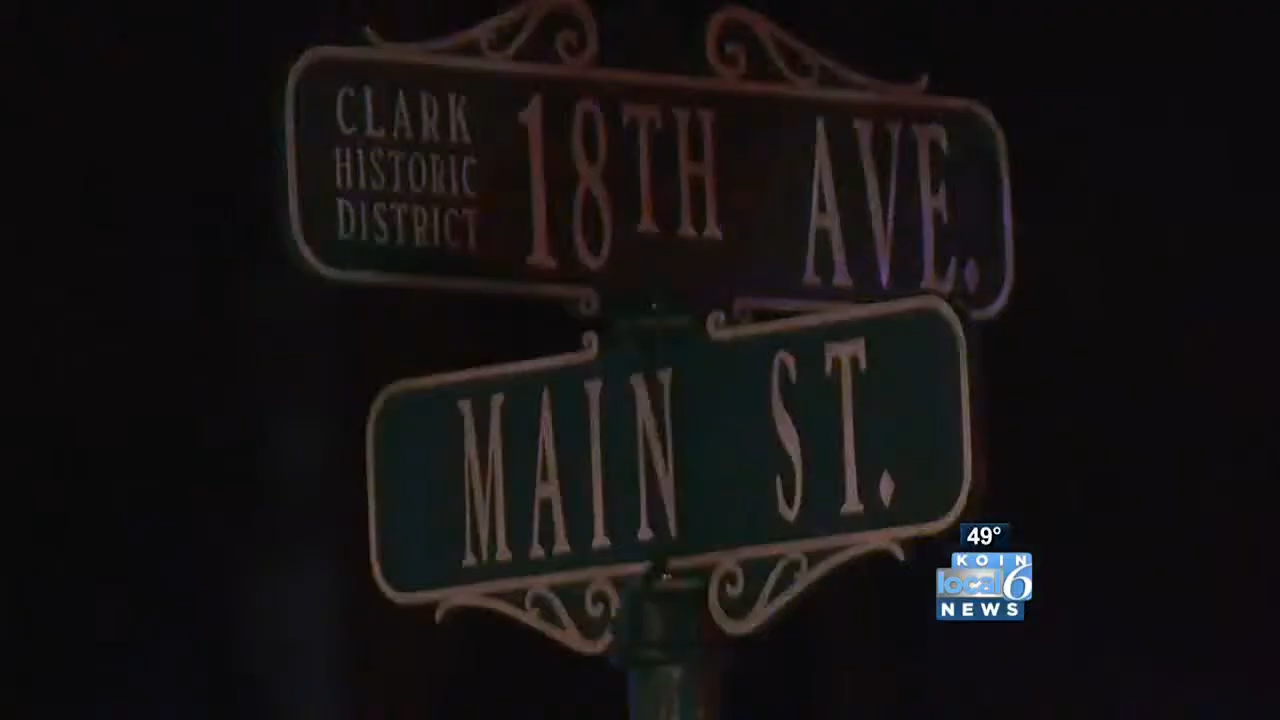 CLARK
HISTORIC
DISTRICT
18TH AVE.
MAIN ST.
49°
KOIN
local 6
NEWS